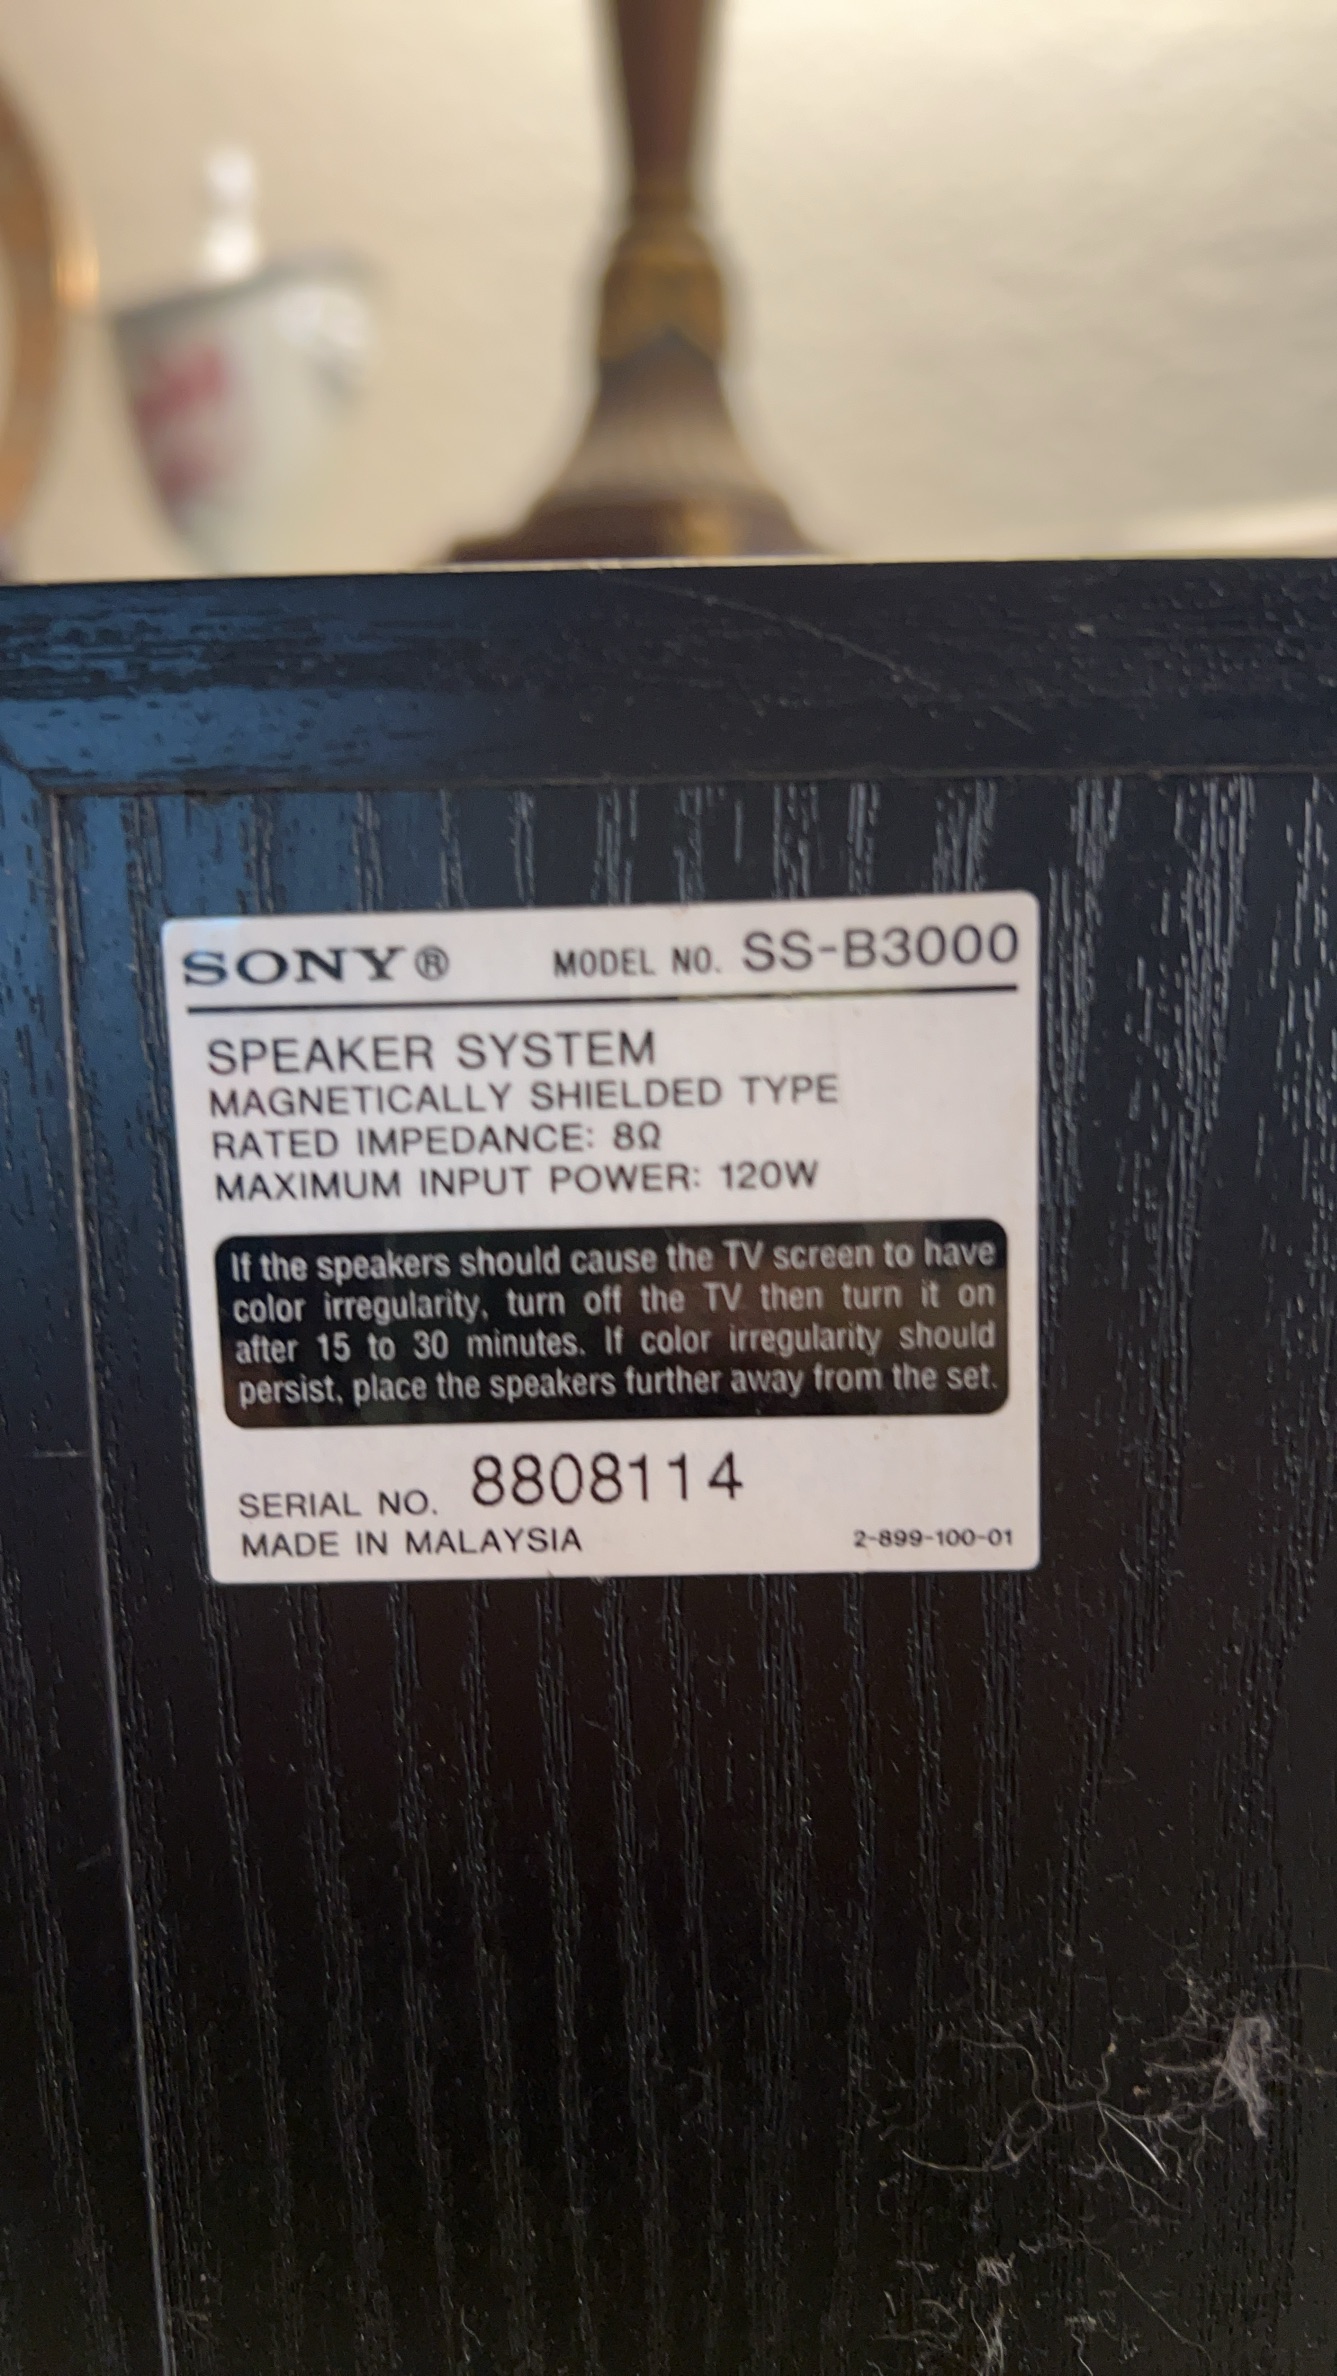 SONY® MODEL NO. SS-B3000
SPEAKER SYSTEM
MAGNETICALLY SHIELDED TYPE
RATED IMPEDANCE: 8Ω
MAXIMUM INPUT POWER: 120W
If the speakers should cause the TV screen to have
color irregularity, turn off the TV then turn it on
after 15 to 30 minutes. If color irregularity should
persist, place the speakers further away from the set.
SERIAL NO. 8808114
MADE IN MALAYSIA 2-899-100-01